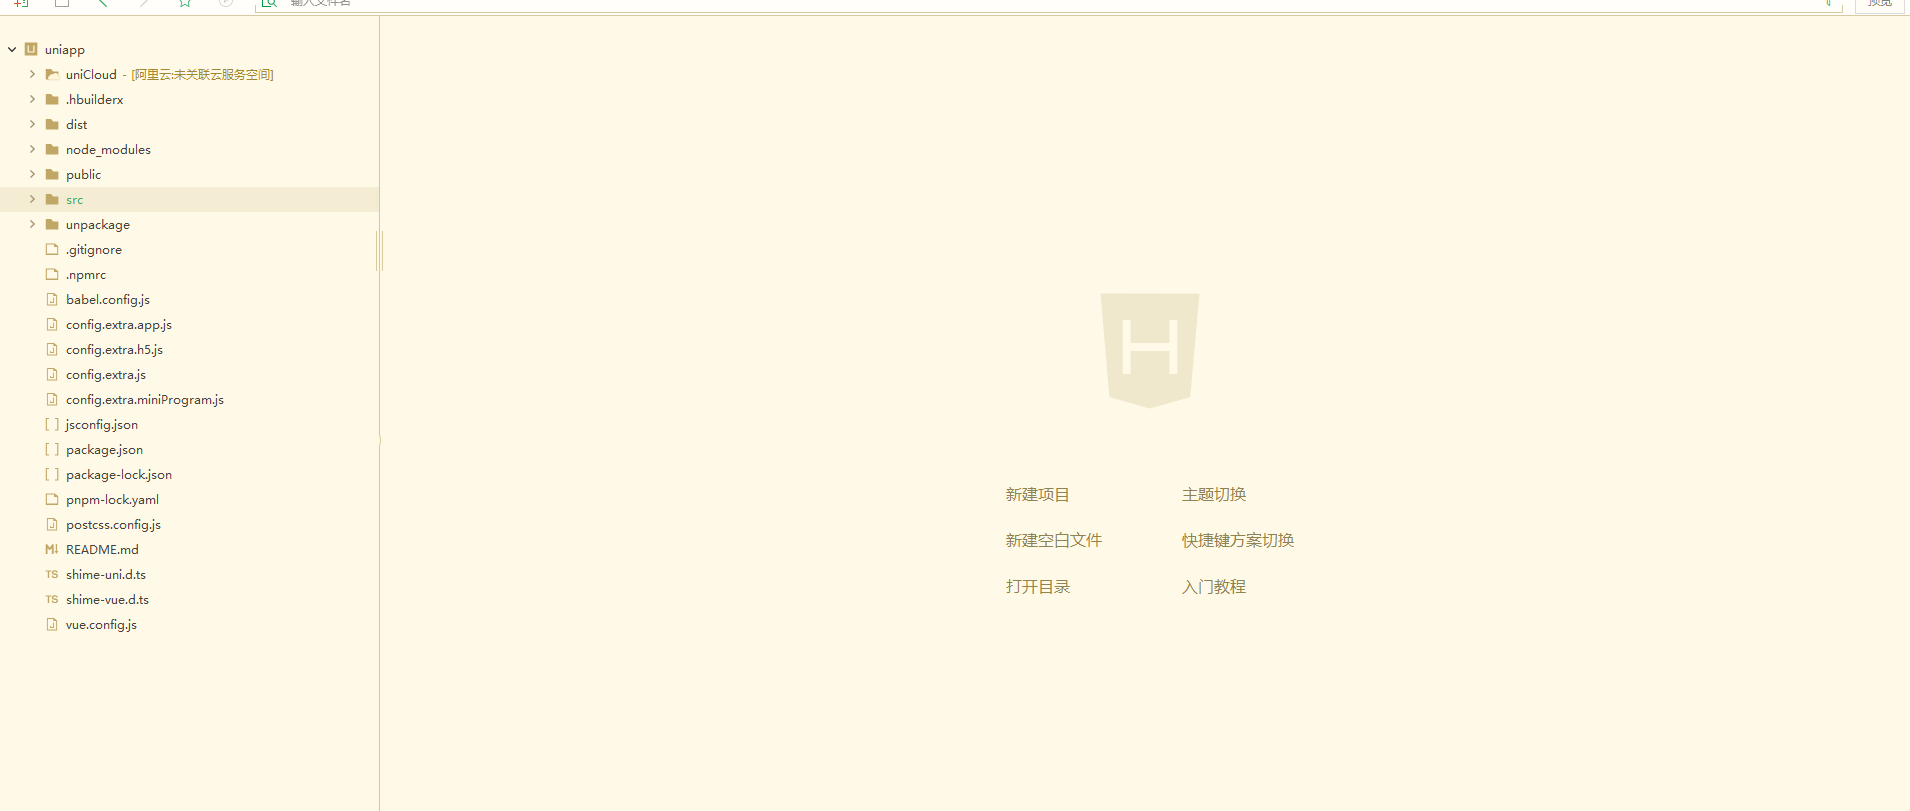 输入文件名
预览
uniapp
uniCloud - [阿里云:未关联云服务空间]
.hbuilderx
dist
node_modules
public
src
unpackage
.gitignore
.npmrc
babel.config.js
config.extra.app.js
config.extra.h5.js
config.extra.js
config.extra.miniProgram.js
[ ] jsconfig.json
[ ] package.json
[ ] package-lock.json
pnpm-lock.yaml
postcss.config.js
M↓ README.md
TS shime-uni.d.ts
TS shime-vue.d.ts
vue.config.js
H
新建项目 主题切换
新建空白文件 快捷键方案切换
打开目录 入门教程